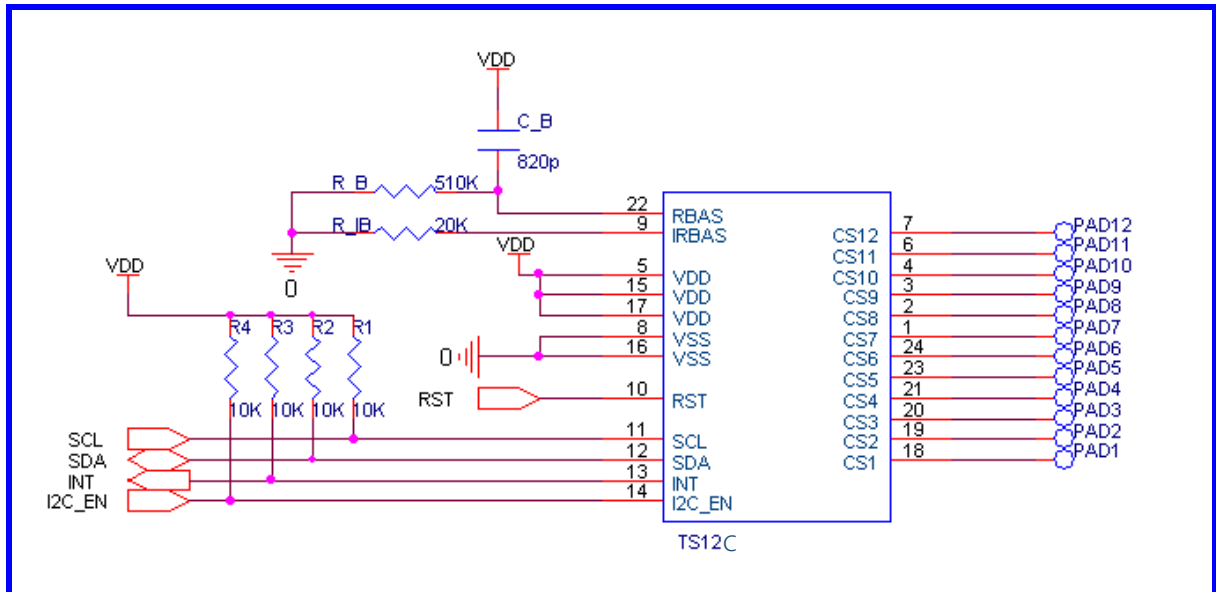 VDD
C_B
820p
R_B 510K
R_IB 20K
VDD
0
VDD
R4 R3 R2 R1
10K 10K 10K 10K
0
RST
SCL
SDA
INT
I2C_EN
22 RBAS
9 IRBAS
5 VDD
15 VDD
17 VDD
8 VSS
16 VSS
10 RST
11 SCL
12 SDA
13 INT
14 I2C_EN
CS12 7 PAD12
CS11 6 PAD11
CS10 4 PAD10
CS9 3 PAD9
CS8 2 PAD8
CS7 1 PAD7
CS6 24 PAD6
CS5 23 PAD5
CS4 21 PAD4
CS3 20 PAD3
CS2 19 PAD2
CS1 18 PAD1
TS12C